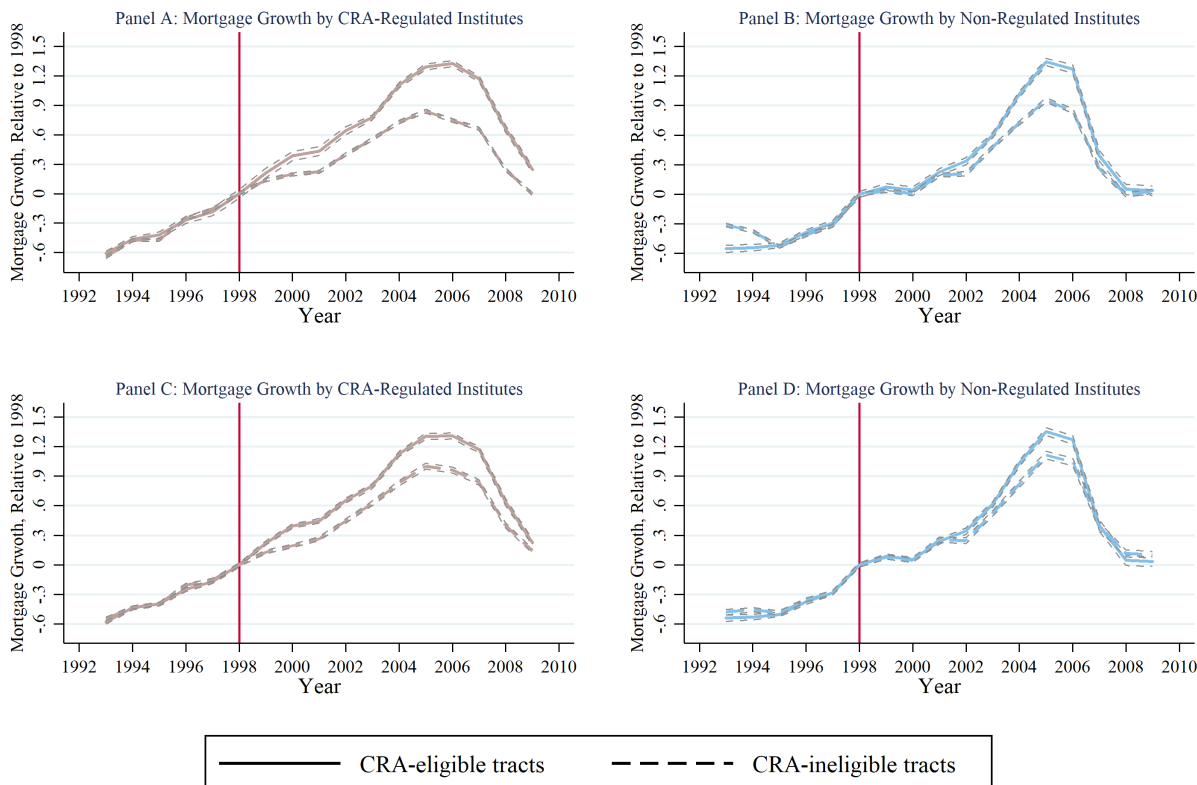 Panel A: Mortgage Growth by CRA-Regulated Institutes
Mortgage Grwoth, Relative to 1998
1.5
1.2
.9
.6
.3
0
-.3
-.6
1992 1994 1996 1998 2000 2002 2004 2006 2008 2010
Year
Panel B: Mortgage Growth by Non-Regulated Institutes
Mortgage Grwoth, Relative to 1998
1.5
1.2
.9
.6
.3
0
-.3
-.6
1992 1994 1996 1998 2000 2002 2004 2006 2008 2010
Year
Panel C: Mortgage Growth by CRA-Regulated Institutes
Mortgage Grwoth, Relative to 1998
1.5
1.2
.9
.6
.3
0
-.3
-.6
1992 1994 1996 1998 2000 2002 2004 2006 2008 2010
Year
Panel D: Mortgage Growth by Non-Regulated Institutes
Mortgage Grwoth, Relative to 1998
1.5
1.2
.9
.6
.3
0
-.3
-.6
1992 1994 1996 1998 2000 2002 2004 2006 2008 2010
Year
CRA-eligible tracts
CRA-ineligible tracts